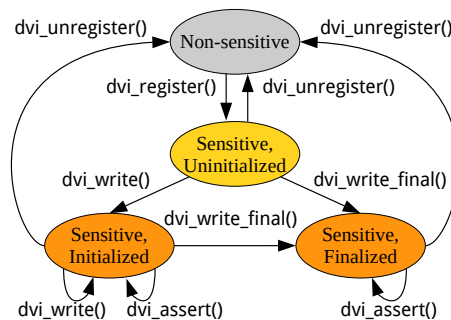 dvi_unregister()
Non-sensitive
dvi_unregister()
dvi_register()
dvi_unregister()
Sensitive,
Uninitialized
dvi_write()
dvi_write_final()
Sensitive,
Initialized
dvi_write_final()
Sensitive,
Finalized
dvi_write()
dvi_assert()
dvi_assert()